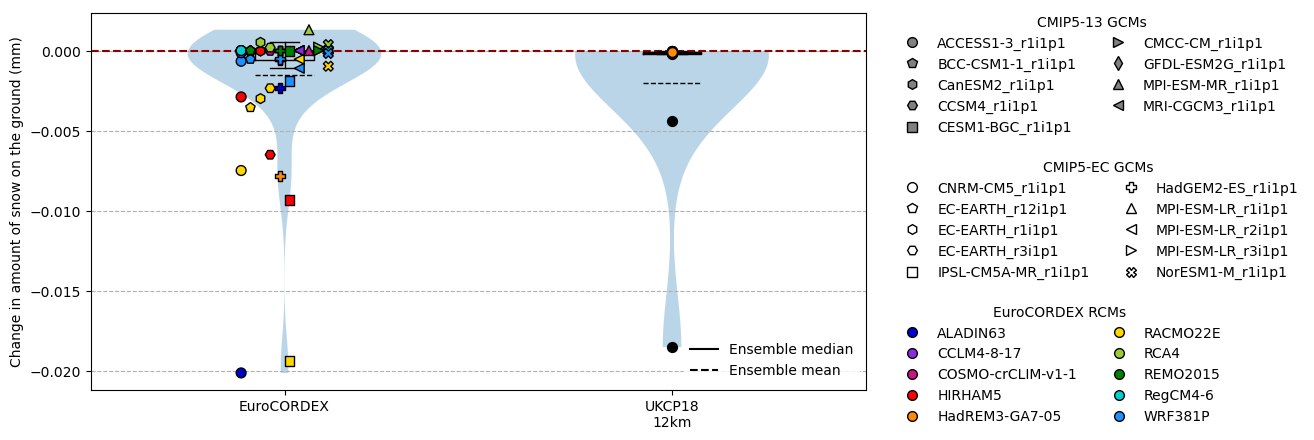 Change in amount of snow on the ground (mm)
0.000
−0.005
−0.010
−0.015
−0.020
EuroCORDEX
UKCP18
12km
Ensemble median
Ensemble mean
CMIP5-13 GCMs
ACCESS1-3_r1i1p1
BCC-CSM1-1_r1i1p1
CanESM2_r1i1p1
CCSM4_r1i1p1
CESM1-BGC_r1i1p1
CMCC-CM_r1i1p1
GFDL-ESM2G_r1i1p1
MPI-ESM-MR_r1i1p1
MRI-CGCM3_r1i1p1
CMIP5-EC GCMs
CNRM-CM5_r1i1p1
EC-EARTH_r12i1p1
EC-EARTH_r1i1p1
EC-EARTH_r3i1p1
IPSL-CM5A-MR_r1i1p1
HadGEM2-ES_r1i1p1
MPI-ESM-LR_r1i1p1
MPI-ESM-LR_r2i1p1
MPI-ESM-LR_r3i1p1
NorESM1-M_r1i1p1
EuroCORDEX RCMs
ALADIN63
CCLM4-8-17
COSMO-crCLIM-v1-1
HIRHAM5
HadREM3-GA7-05
RACMO22E
RCA4
REMO2015
RegCM4-6
WRF381P